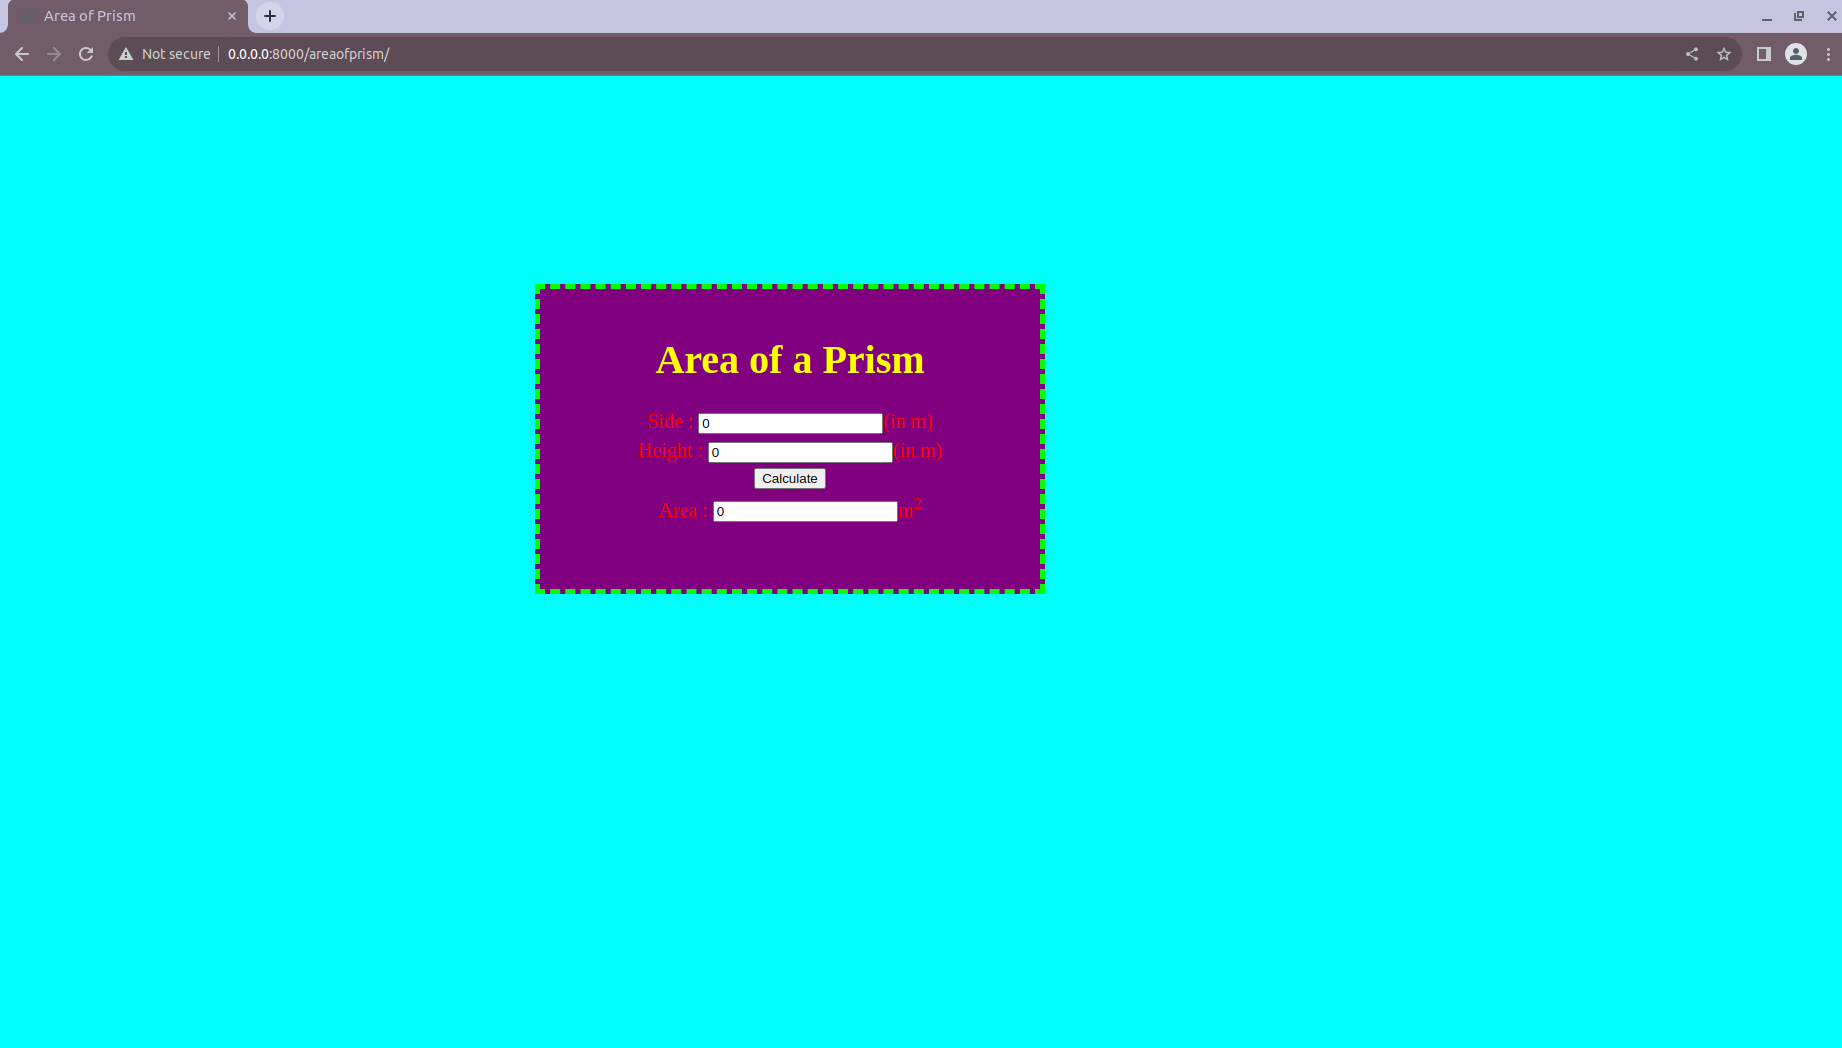 Area of Prism
Not secure 0.0.0.0:8000/areaofprism/
Area of a Prism
Side : 0 (in m)
Height : 0 (in m)
Calculate
Area : 0 m²